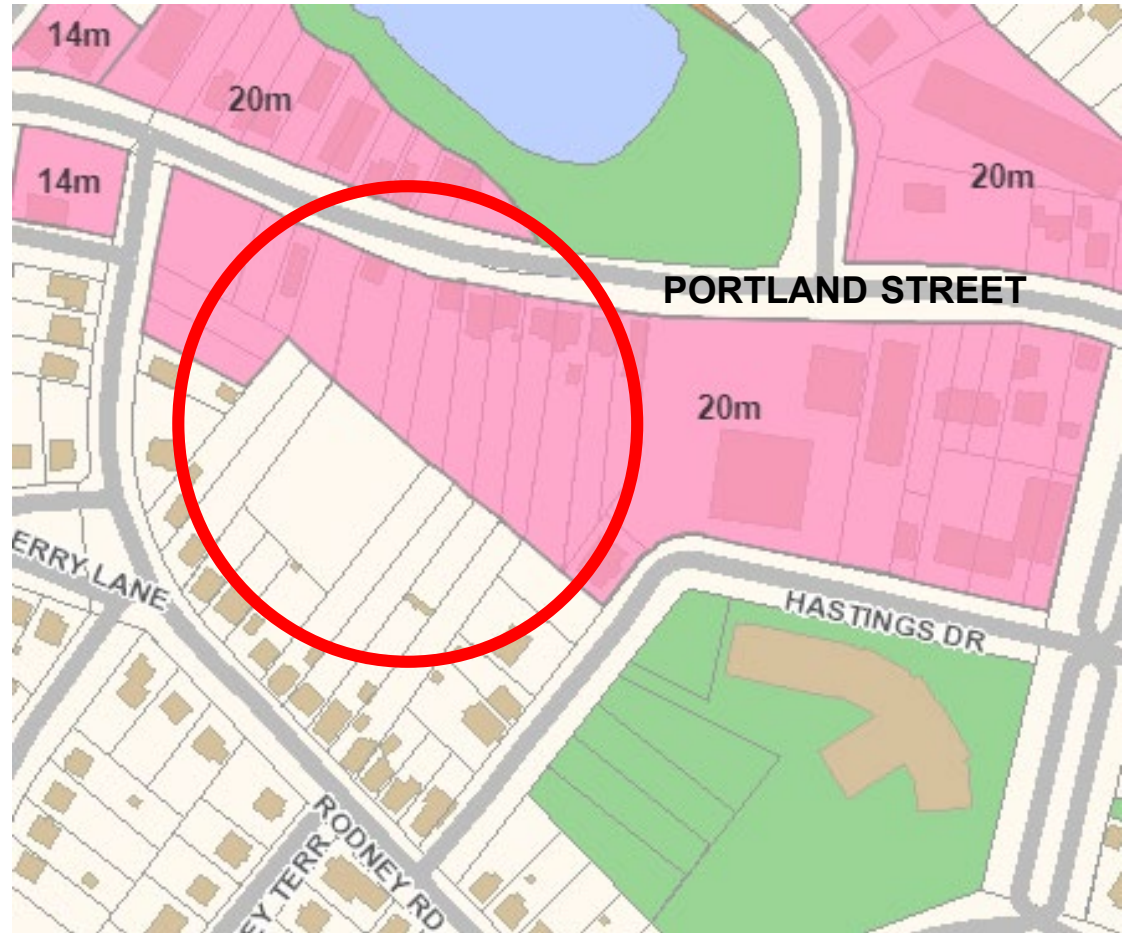 14m
20m
14m
20m
PORTLAND STREET
20m
ERRY LANE
HASTINGS DR
RODNEY RD
EY TERR